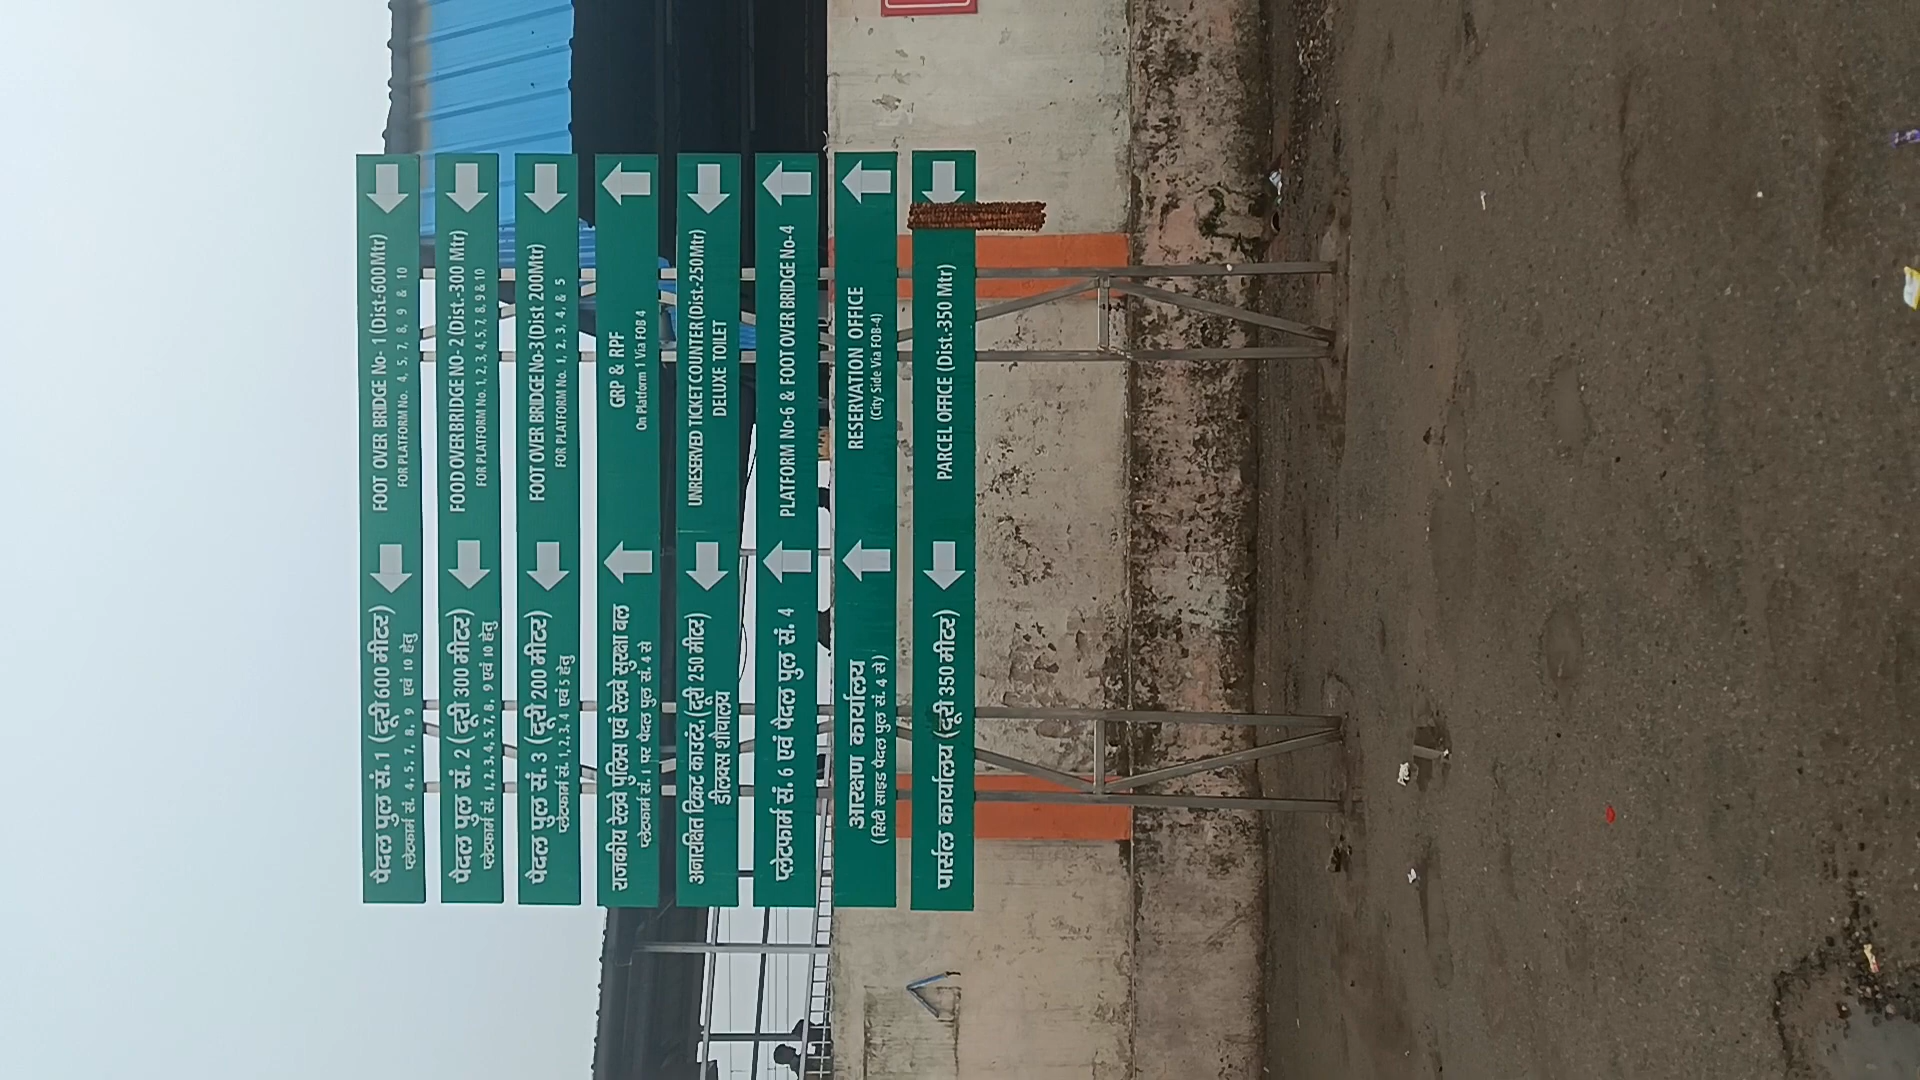 पैदल पुल सं. 1 (दूरी 600 मीटर)
प्लेटफार्म सं. 4, 5, 7, 8, 9 एवं 10 हेतु
FOOT OVER BRIDGE No- 1 (Dist-600Mtr)
FOR PLATFORM No. 4, 5, 7, 8, 9 & 10
पैदल पुल सं. 2 (दूरी 300 मीटर)
प्लेटफार्म सं. 1, 2, 3, 4, 5, 7, 8, 9 एवं 10 हेतु
FOOD OVER BRIDGE NO- 2 (Dist.-300 Mtr)
FOR PLATFORM No. 1, 2, 3, 4, 5, 7, 8, 9 & 10
पैदल पुल सं. 3 (दूरी 200 मीटर)
प्लेटफार्म सं. 1, 2, 3, 4 एवं 5 हेतु
FOOT OVER BRIDGE No-3 (Dist 200Mtr)
FOR PLATFORM No. 1, 2, 3, 4, & 5
राजकीय रेलवे पुलिस एवं रेलवे सुरक्षा बल
प्लेटफार्म सं. 1 पर पैदल पुल सं. 4 से
GRP & RPF
On Platform 1 Via FOB 4
अनारक्षित टिकट काउंटर, (दूरी 250 मीटर)
डीलक्स शौचालय
UNRESERVED TICKET COUNTER (Dist.-250Mtr)
DELUXE TOILET
प्लेटफार्म सं. 6 एवं पैदल पुल सं. 4
PLATFORM No-6 & FOOT OVER BRIDGE No-4
आरक्षण कार्यालय
(सिटी साइड पैदल पुल सं. 4 से)
RESERVATION OFFICE
(City Side Via FOB-4)
पार्सल कार्यालय (दूरी 350 मीटर)
PARCEL OFFICE (Dist.-350 Mtr)